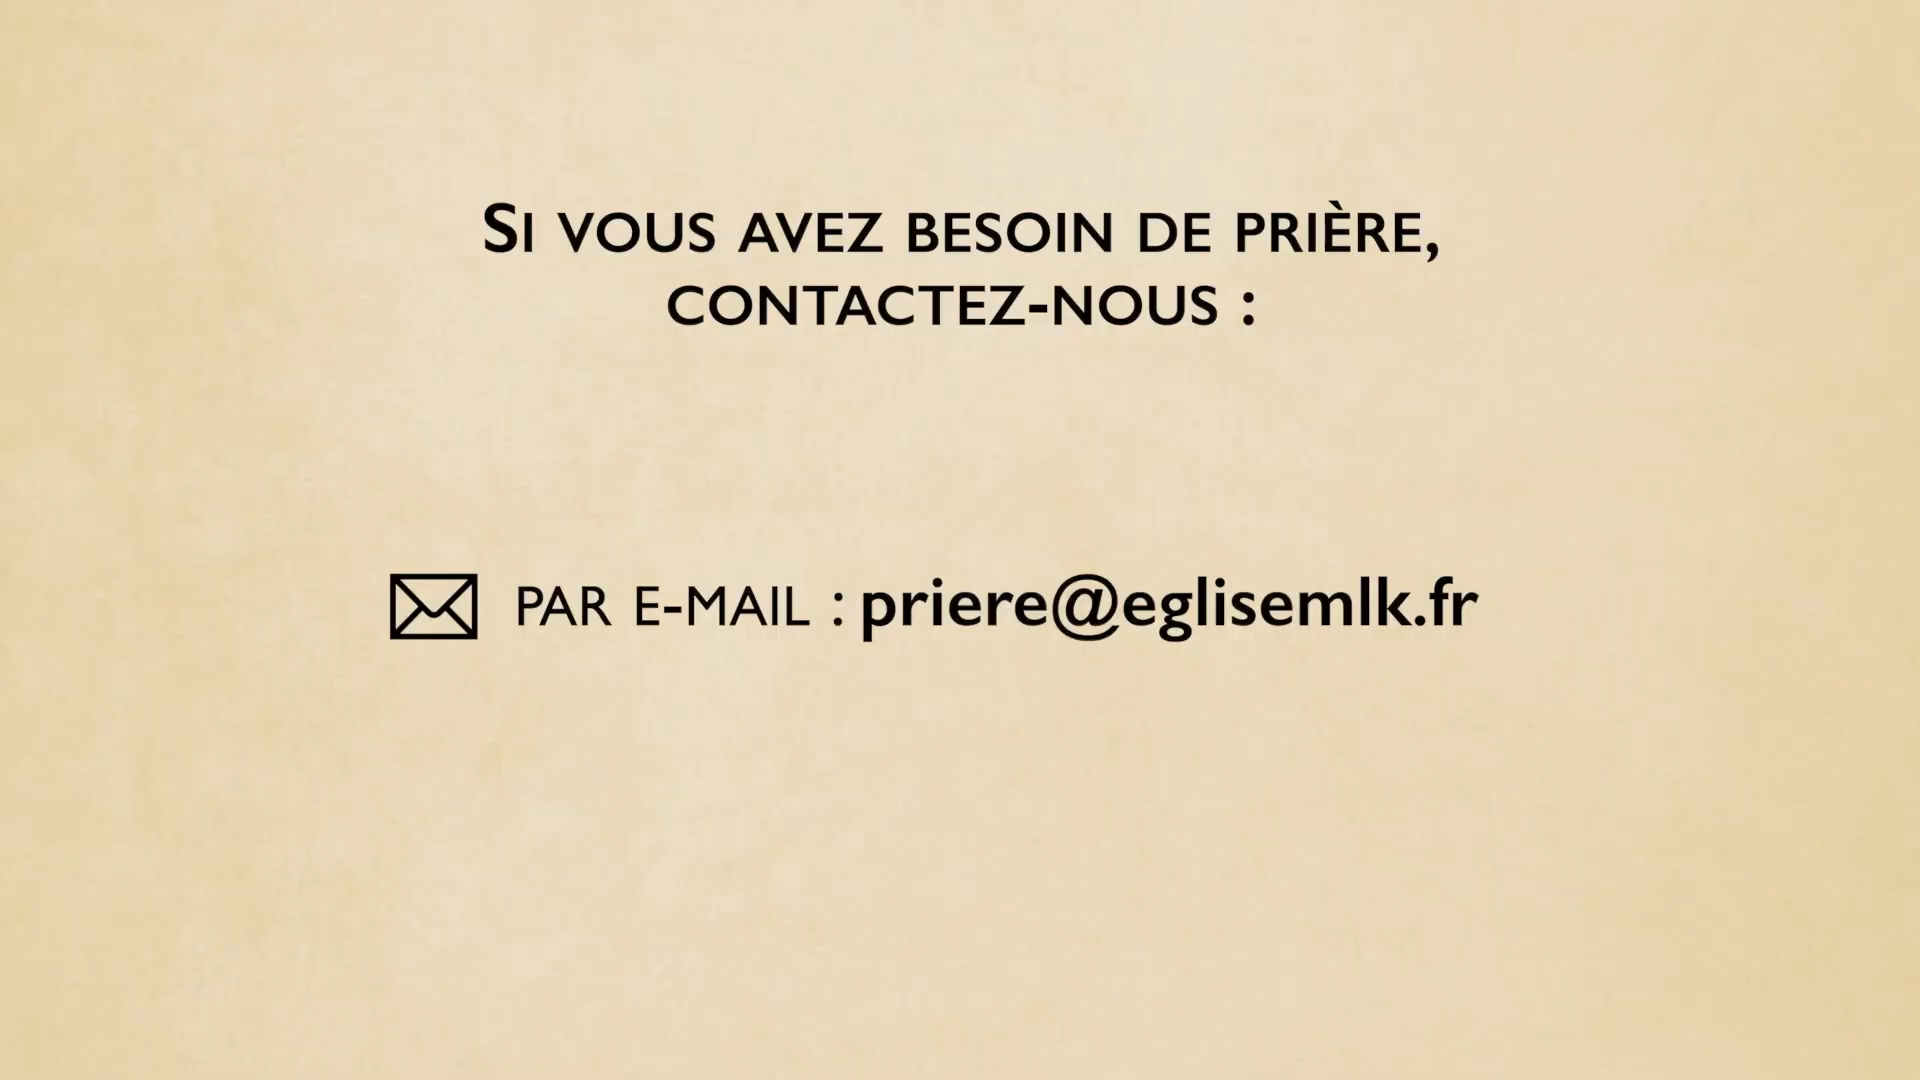 Si vous avez besoin de prière,
contactez-nous :
par e-mail : priere@eglisemlk.fr